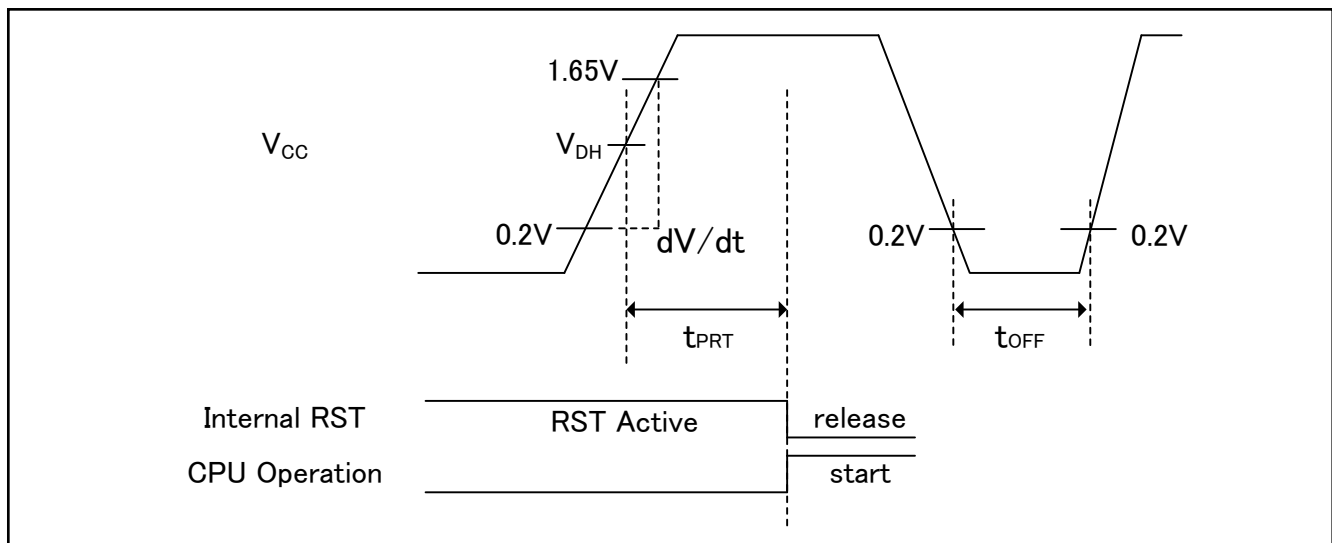 1.65V
VCC
VDH
0.2V
dV/dt
0.2V
0.2V
tPRT
tOFF
Internal RST
RST Active
release
CPU Operation
start